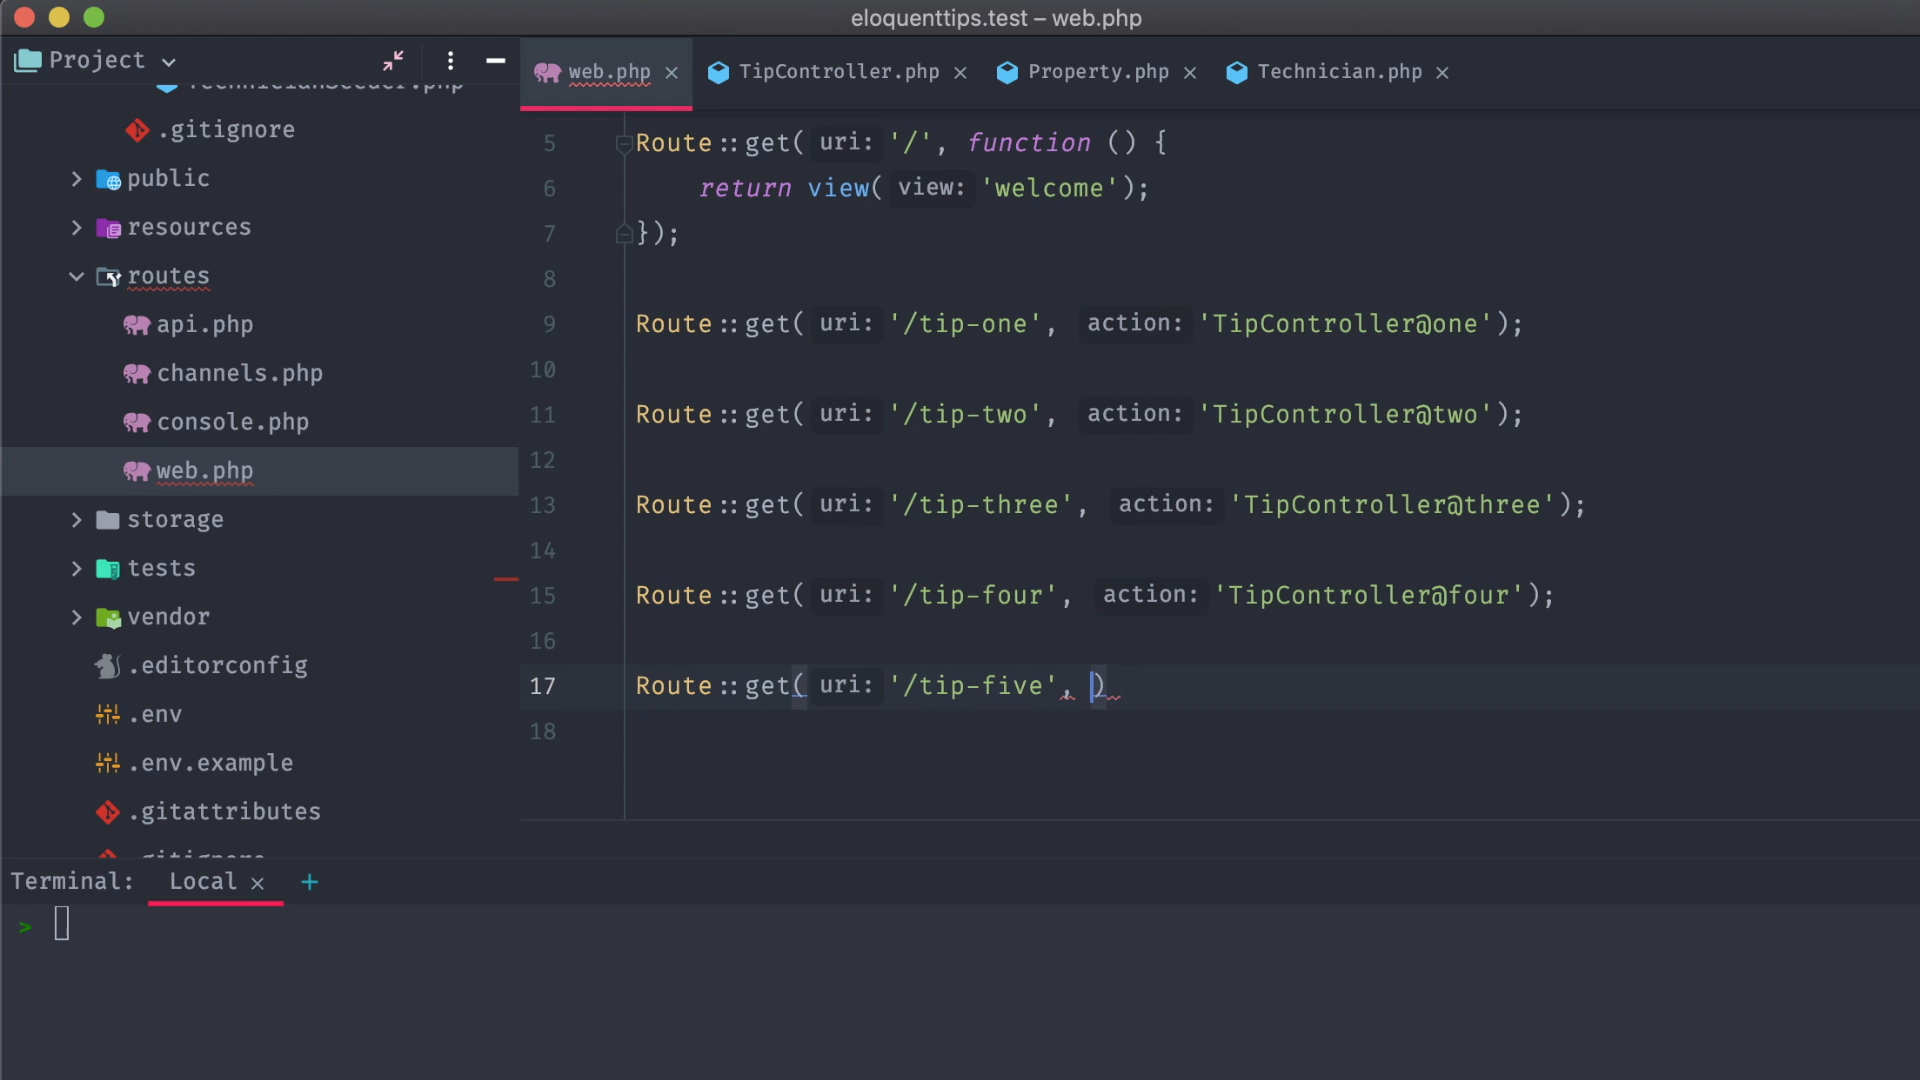 eloquenttips.test – web.php
Project
web.php
TipController.php
Property.php
Technician.php
TechnicianSeeder.php
.gitignore
public
resources
routes
api.php
channels.php
console.php
web.php
storage
tests
vendor
.editorconfig
.env
.env.example
.gitattributes
.gitignore
5 Route::get( uri: '/', function () {
6 return view( view: 'welcome');
7 });
8
9 Route::get( uri: '/tip-one', action: 'TipController@one');
10
11 Route::get( uri: '/tip-two', action: 'TipController@two');
12
13 Route::get( uri: '/tip-three', action: 'TipController@three');
14
15 Route::get( uri: '/tip-four', action: 'TipController@four');
16
17 Route::get( uri: '/tip-five', )
18
Terminal: Local +
>